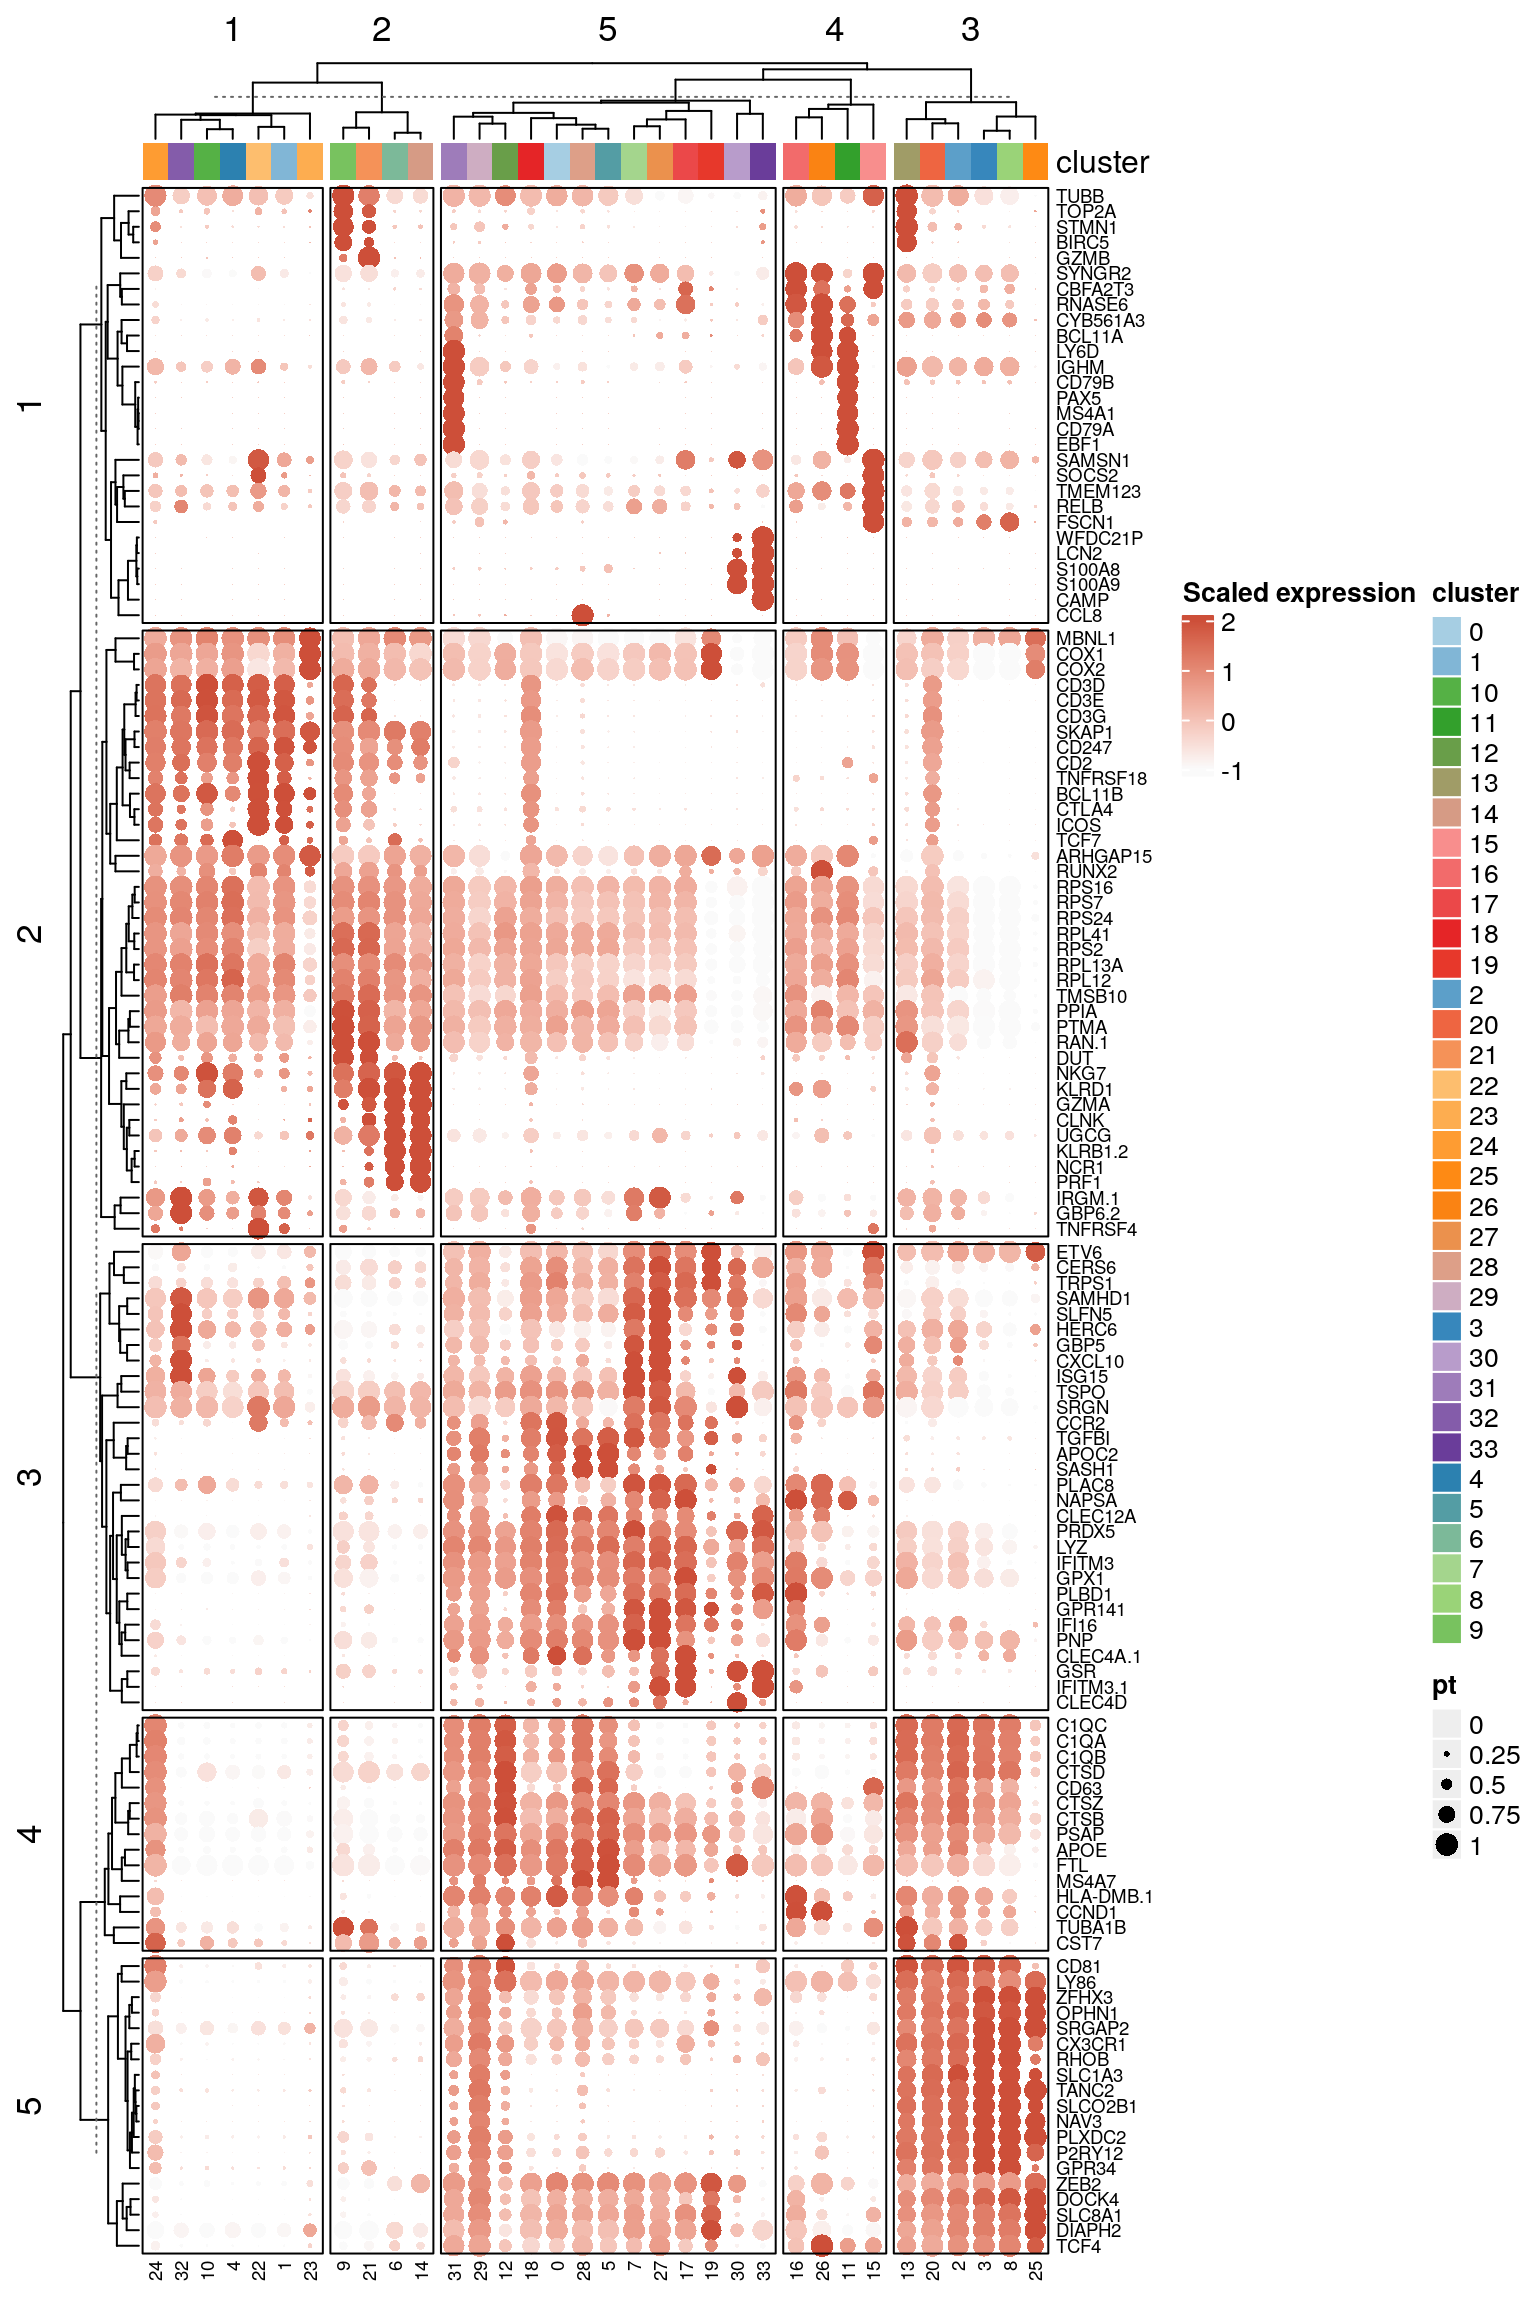 1 2 5 4 3
cluster
1
TUBB
TOP2A
STMN1
BIRC5
GZMB
SYNGR2
CBFA2T3
RNASE6
CYB561A3
BCL11A
LY6D
IGHM
CD79B
PAX5
MS4A1
CD79A
EBF1
SAMSN1
SOCS2
TMEM123
RELB
FSCN1
WFDC21P
LCN2
S100A8
S100A9
CAMP
CCL8
2
MBNL1
COX1
COX2
CD3D
CD3E
CD3G
SKAP1
CD247
CD2
TNFRSF18
BCL11B
CTLA4
ICOS
TCF7
ARHGAP15
RUNX2
RPS16
RPS7
RPS24
RPL41
RPS2
RPL13A
RPL12
TMSB10
PPIA
PTMA
RAN.1
DUT
NKG7
KLRD1
GZMA
CLNK
UGCG
KLRB1.2
NCR1
PRF1
IRGM.1
GBP6.2
TNFRSF4
3
ETV6
CERS6
TRPS1
SAMHD1
SLFN5
HERC6
GBP5
CXCL10
ISG15
TSPO
SRGN
CCR2
TGFBI
APOC2
SASH1
PLAC8
NAPSA
CLEC12A
PRDX5
LYZ
IFITM3
GPX1
PLBD1
GPR141
IFI16
PNP
CLEC4A.1
GSR
IFITM3.1
CLEC4D
4
C1QC
C1QA
C1QB
CTSD
CD63
CTSZ
CTSB
PSAP
APOE
FTL
MS4A7
HLA-DMB.1
CCND1
TUBA1B
CST7
5
CD81
LY86
ZFHX3
OPHN1
SRGAP2
CX3CR1
RHOB
SLC1A3
TANC2
SLCO2B1
NAV3
PLXDC2
P2RY12
GPR34
ZEB2
DOCK4
SLC8A1
DIAPH2
TCF4
24 32 10 4 22 1 23 9 21 6 14 31 29 12 18 0 28 5 7 27 17 19 30 33 16 26 11 15 13 20 2 3 8 25
Scaled expression
2
1
0
-1
cluster
0
1
10
11
12
13
14
15
16
17
18
19
2
20
21
22
23
24
25
26
27
28
29
3
30
31
32
33
4
5
6
7
8
9
pt
0
0.25
0.5
0.75
1